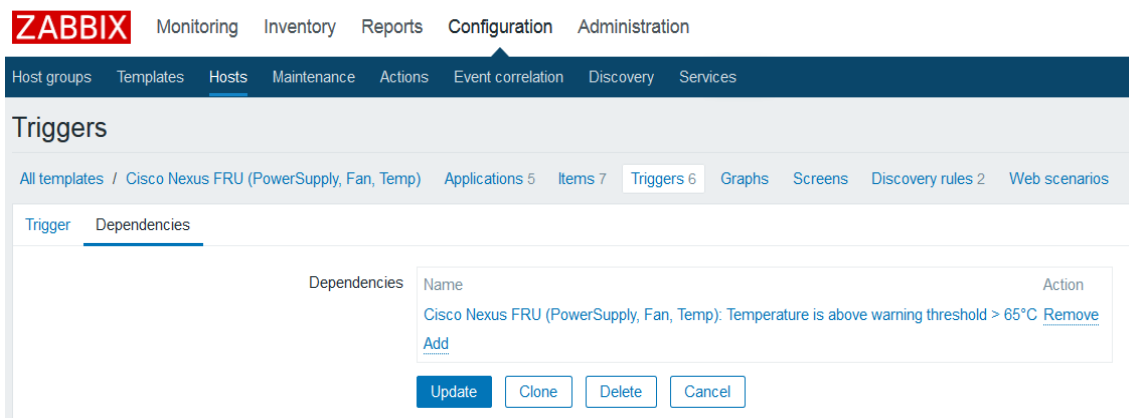 ZABBIX Monitoring Inventory Reports Configuration Administration
Host groups Templates Hosts Maintenance Actions Event correlation Discovery Services
Triggers
All templates / Cisco Nexus FRU (PowerSupply, Fan, Temp) Applications 5 Items 7 Triggers 6 Graphs Screens Discovery rules 2 Web scenarios
Trigger Dependencies
Dependencies Name Action
Cisco Nexus FRU (PowerSupply, Fan, Temp): Temperature is above warning threshold > 65°C Remove
Add
Update Clone Delete Cancel